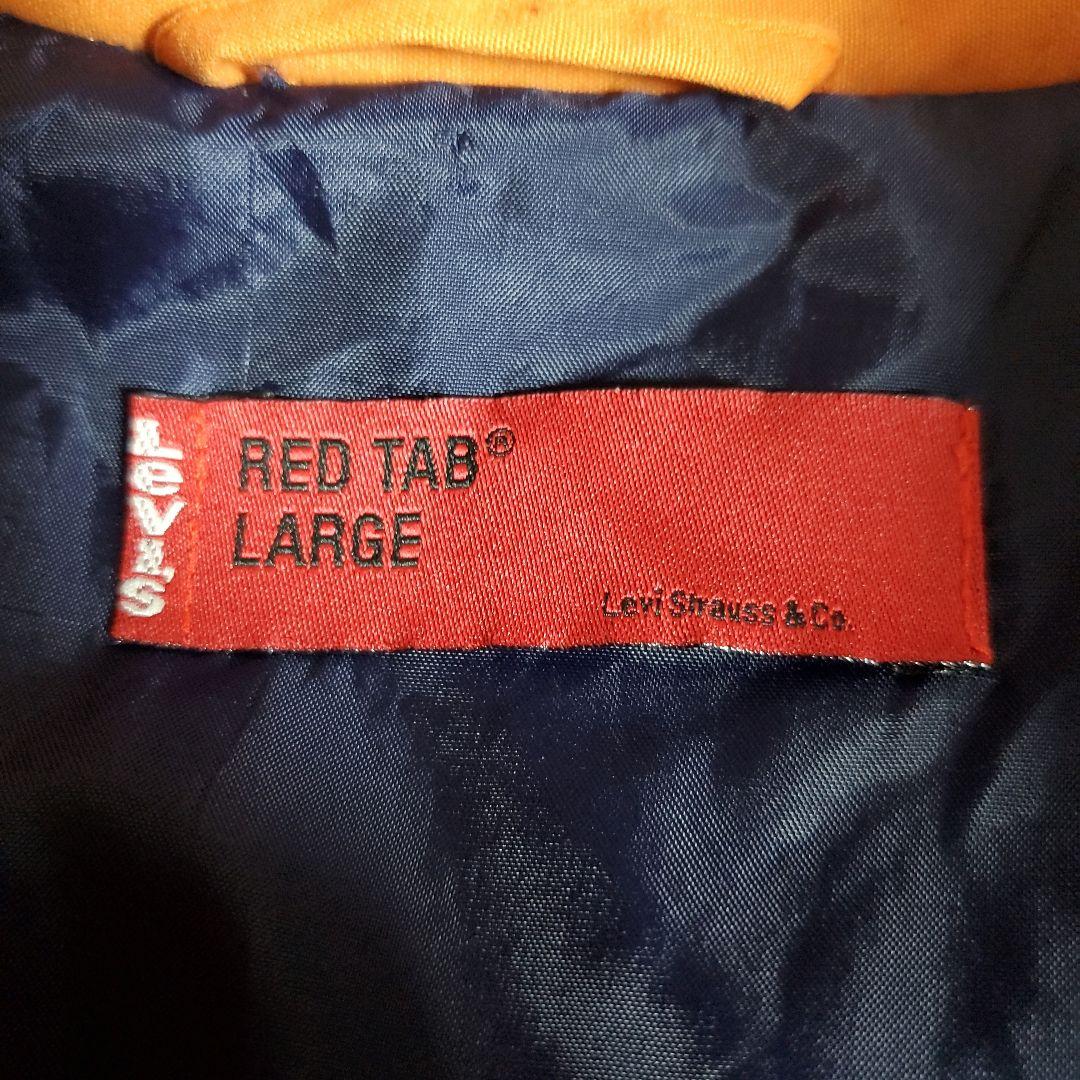 LEVI'S
RED TAB®
LARGE
Levi Strauss & Co.